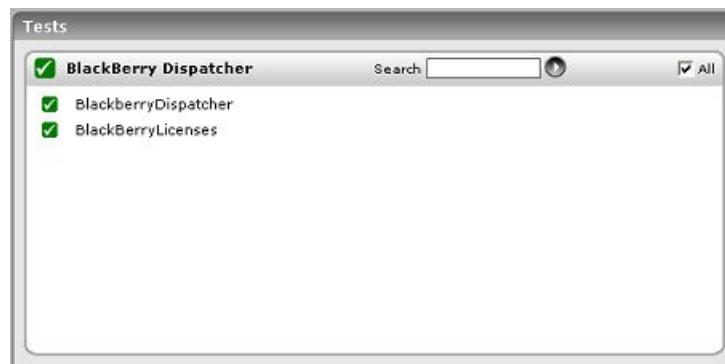 Tests
BlackBerry Dispatcher Search All
BlackberryDispatcher
BlackBerryLicenses